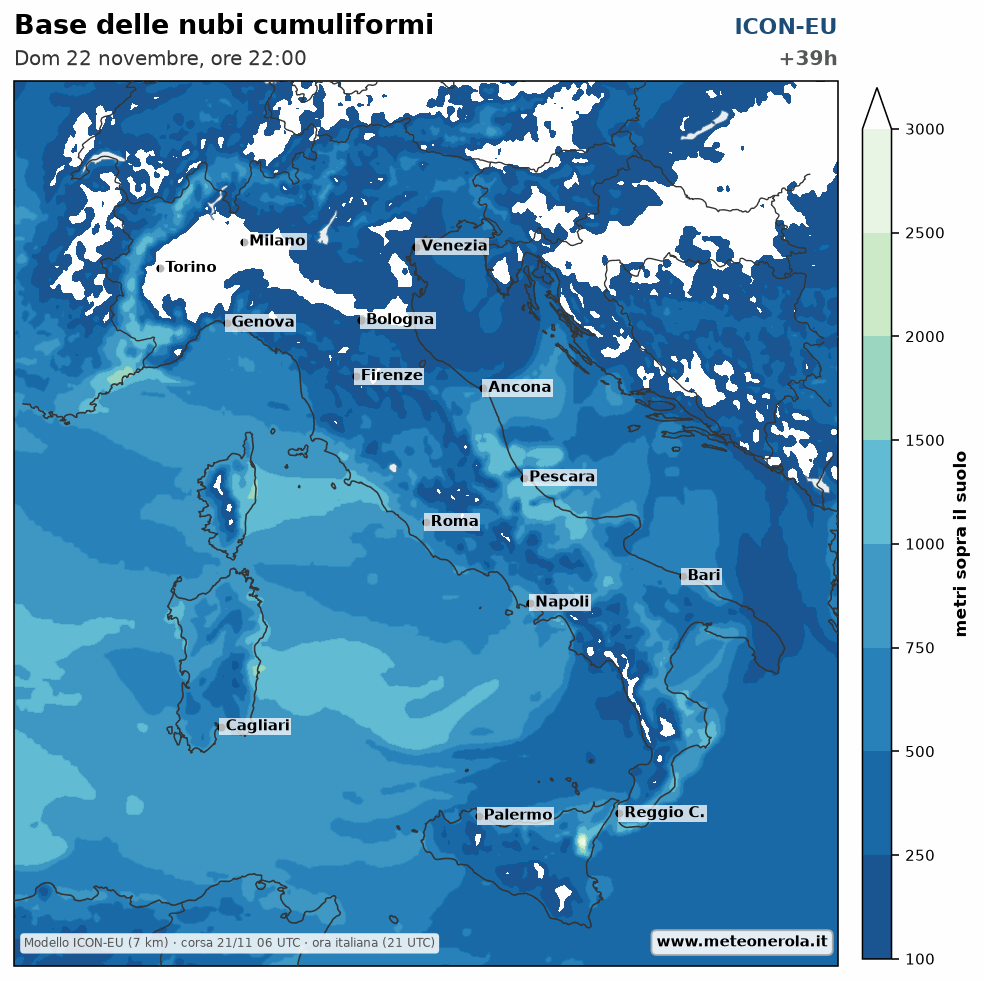 Base delle nubi cumuliformi
ICON-EU
Dom 22 novembre, ore 22:00
+39h
3000
2500
2000
1500
1000
750
500
250
100
metri sopra il suolo
Milano
Venezia
Torino
Genova
Bologna
Firenze
Ancona
Pescara
Roma
Bari
Napoli
Cagliari
Palermo
Reggio C.
Modello ICON-EU (7 km) · corsa 21/11 06 UTC · ora italiana (21 UTC)
www.meteonerola.it